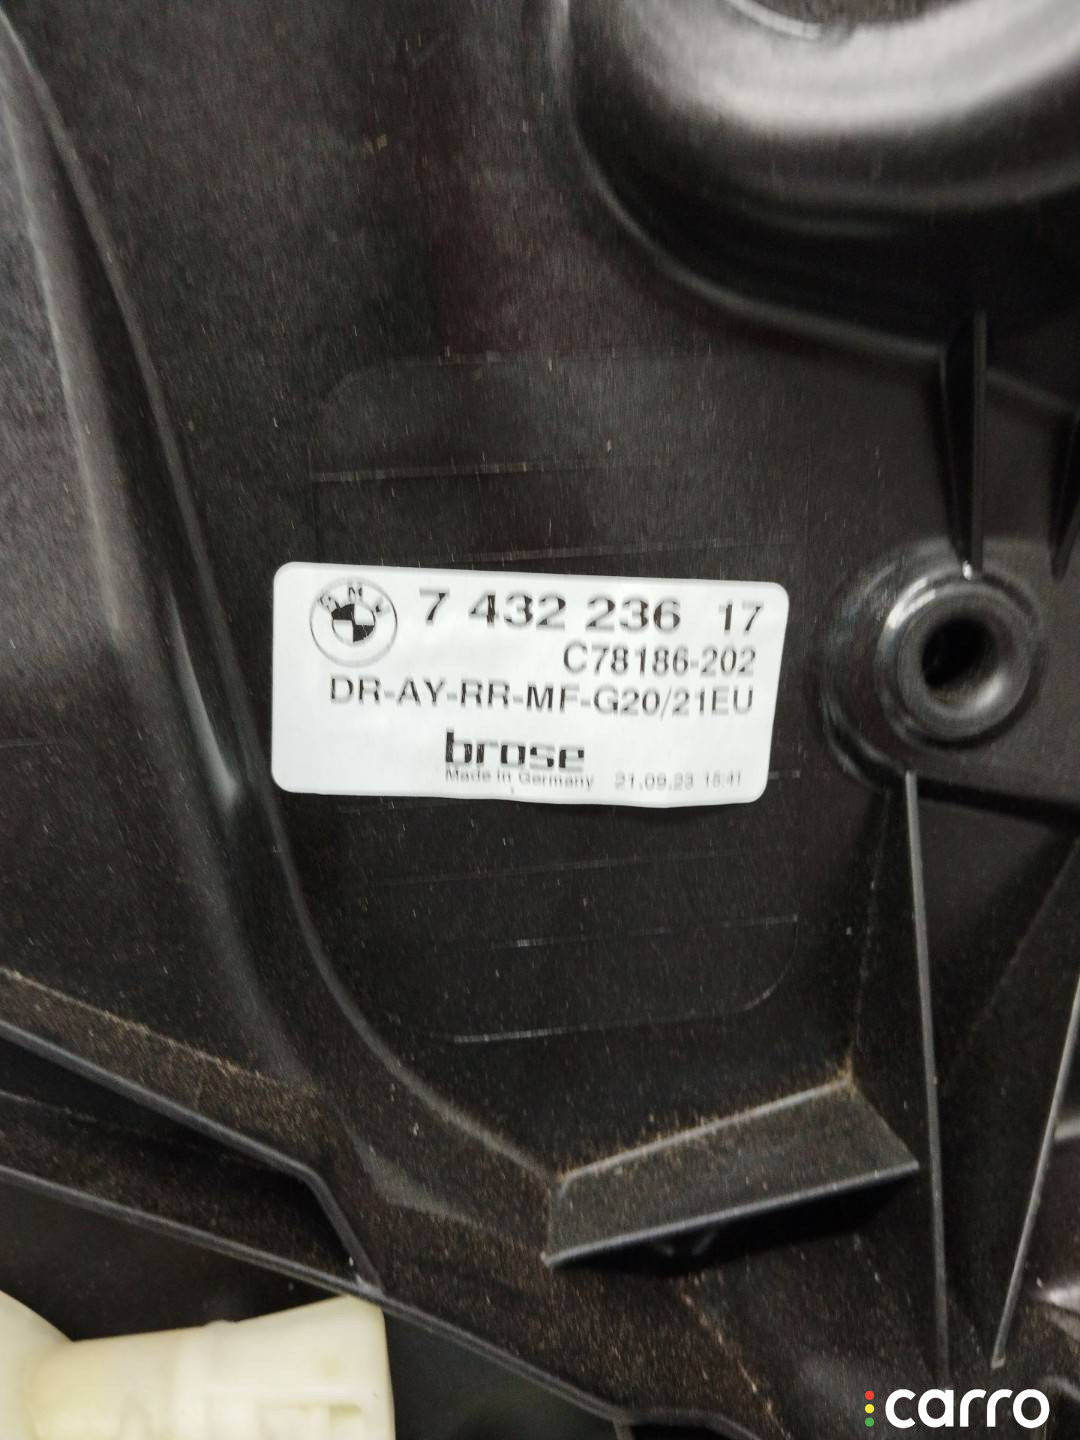 BMW 7 432 236 17
C78186-202
DR-AY-RR-MF-G20/21EU
brose
Made in Germany 21.09.23 15:41
carro